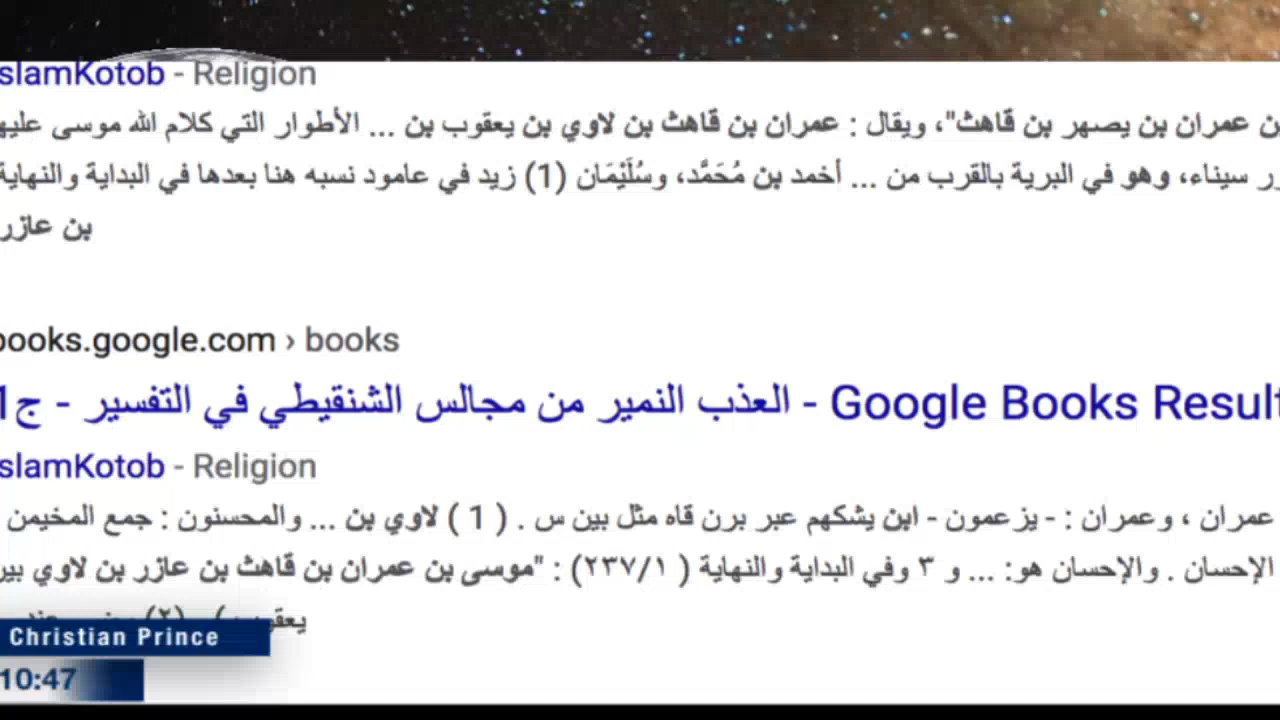 slamKotob - Religion
عمران بن يصهر بن قاهث"، ويقال : عمران بن قاهث بن لاوي بن يعقوب بن ... الأطوار التي كلام الله موسى
سيناء، وهو في البرية بالقرب من ... أخمد بن مُحَمَّد، وسُلَيْمَان (1) زيد في عامود نسبه هنا بعدها في البداية والنهاية
بن عازر
books.google.com › books
العذب النمير من مجالس الشنقيطي في التفسير - ج1 - Google Books Result
slamKotob - Religion
عمران ، وعمران : - يزعمون - ابن يشكهم عبر برن قاه مثل بين س . ( 1 ) لاوي بن ... والمحسنون : جمع المخيمن
الإحسان . والإحسان هو: ... و ٣ وفي البداية والنهاية ( ٢٣٧/١) : "موسى بن عمران بن قاهث بن عازر بن لاوي
Christian Prince
10:47